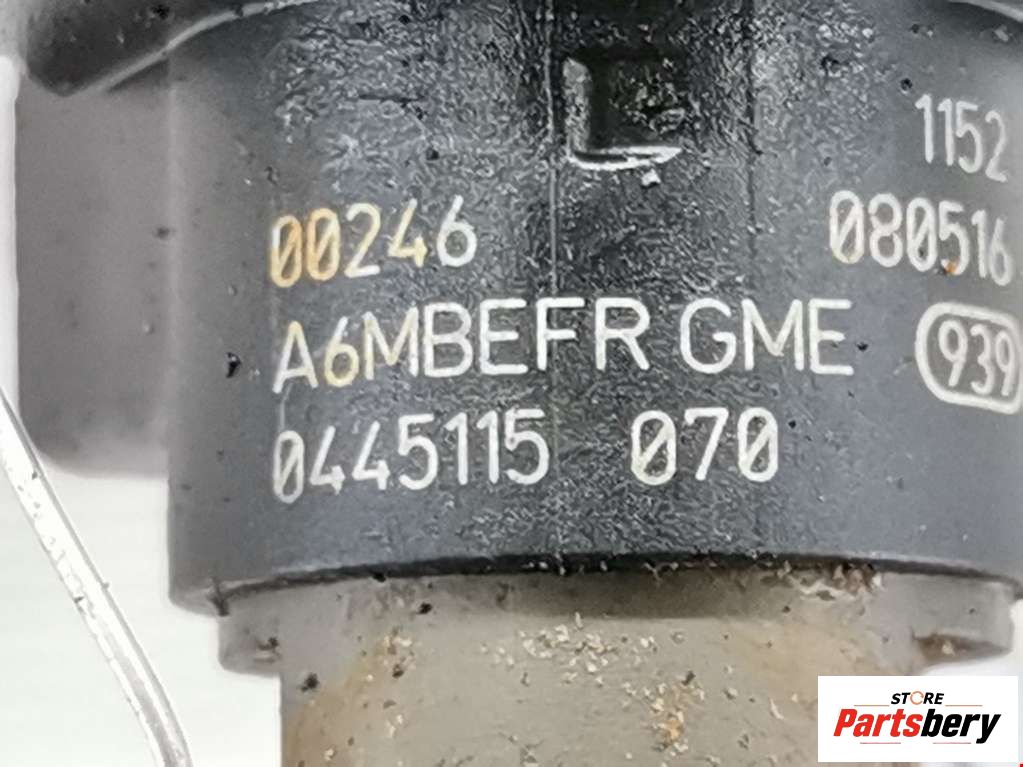 1152
00246 080516
A6MBEFR GME 939
0445115 070
STORE
Partsbery